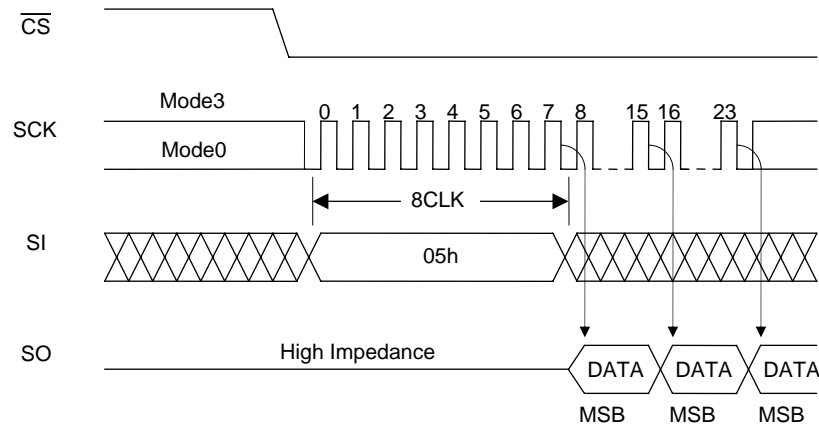 CS
Mode3
0 1 2 3 4 5 6 7 8 15 16 23
SCK
Mode0
8CLK
SI
05h
SO
High Impedance
DATA DATA DATA
MSB MSB MSB